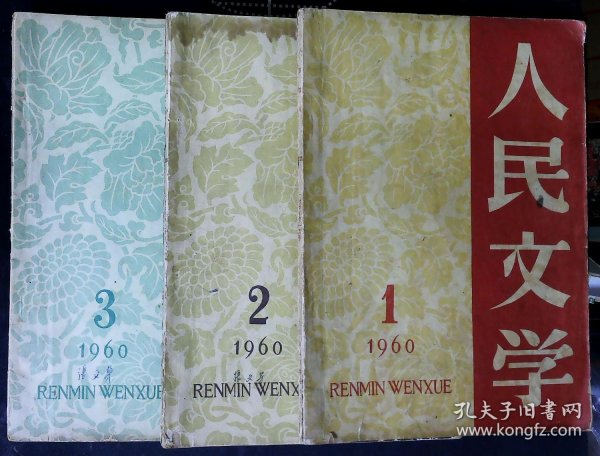 3
1960
RENMIN WENXUE
2
1960
RENMIN WENX
1
1960
RENMIN WENXUE
人民文学
孔夫子旧书网
www.kongfz.com